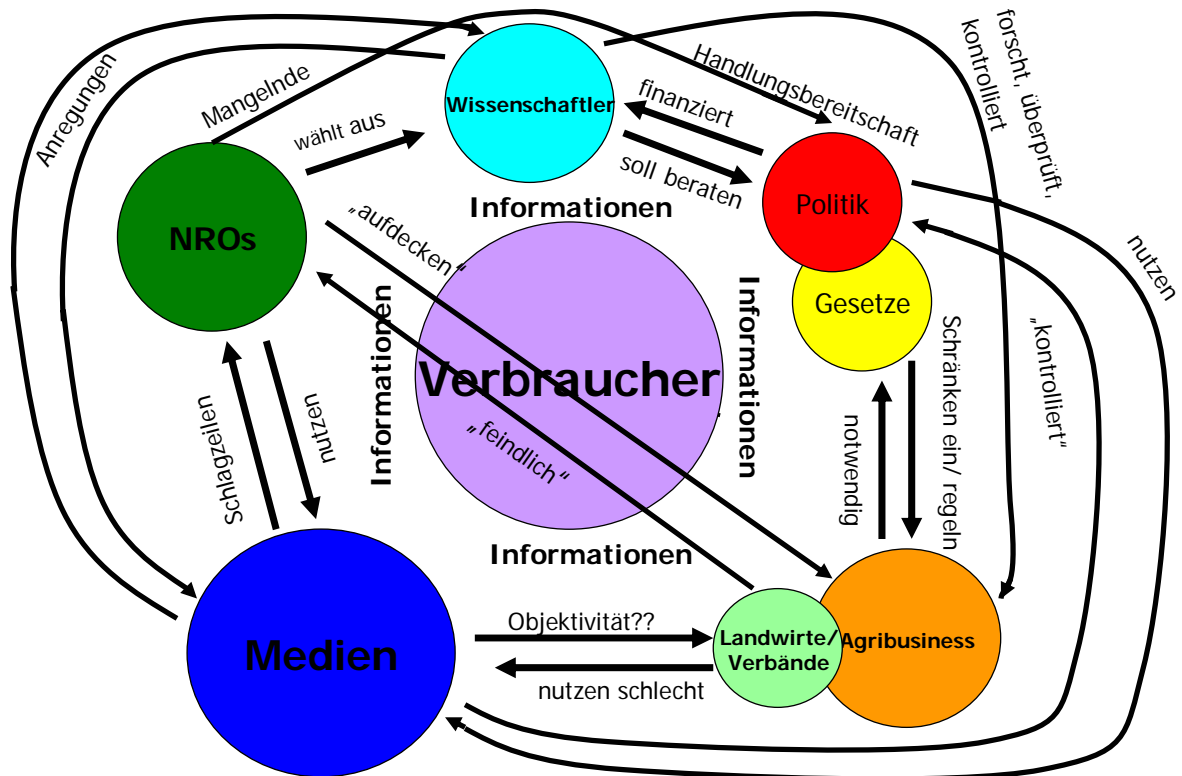 Anregungen
Mangelnde
Handlungsbereitschaft
forscht, überprüft,
kontrolliert
Wissenschaftler
finanziert
wählt aus
soll beraten
Politik
NROs
Informationen
„aufdecken“
nutzen
Gesetze
Informationen
Informationen
Verbraucher
Schränken ein/ regeln
„kontrolliert“
Schlagzeilen
nutzen
„feindlich“
notwendig
Informationen
Objektivität??
Medien
Landwirte/
Verbände
Agribusiness
nutzen schlecht